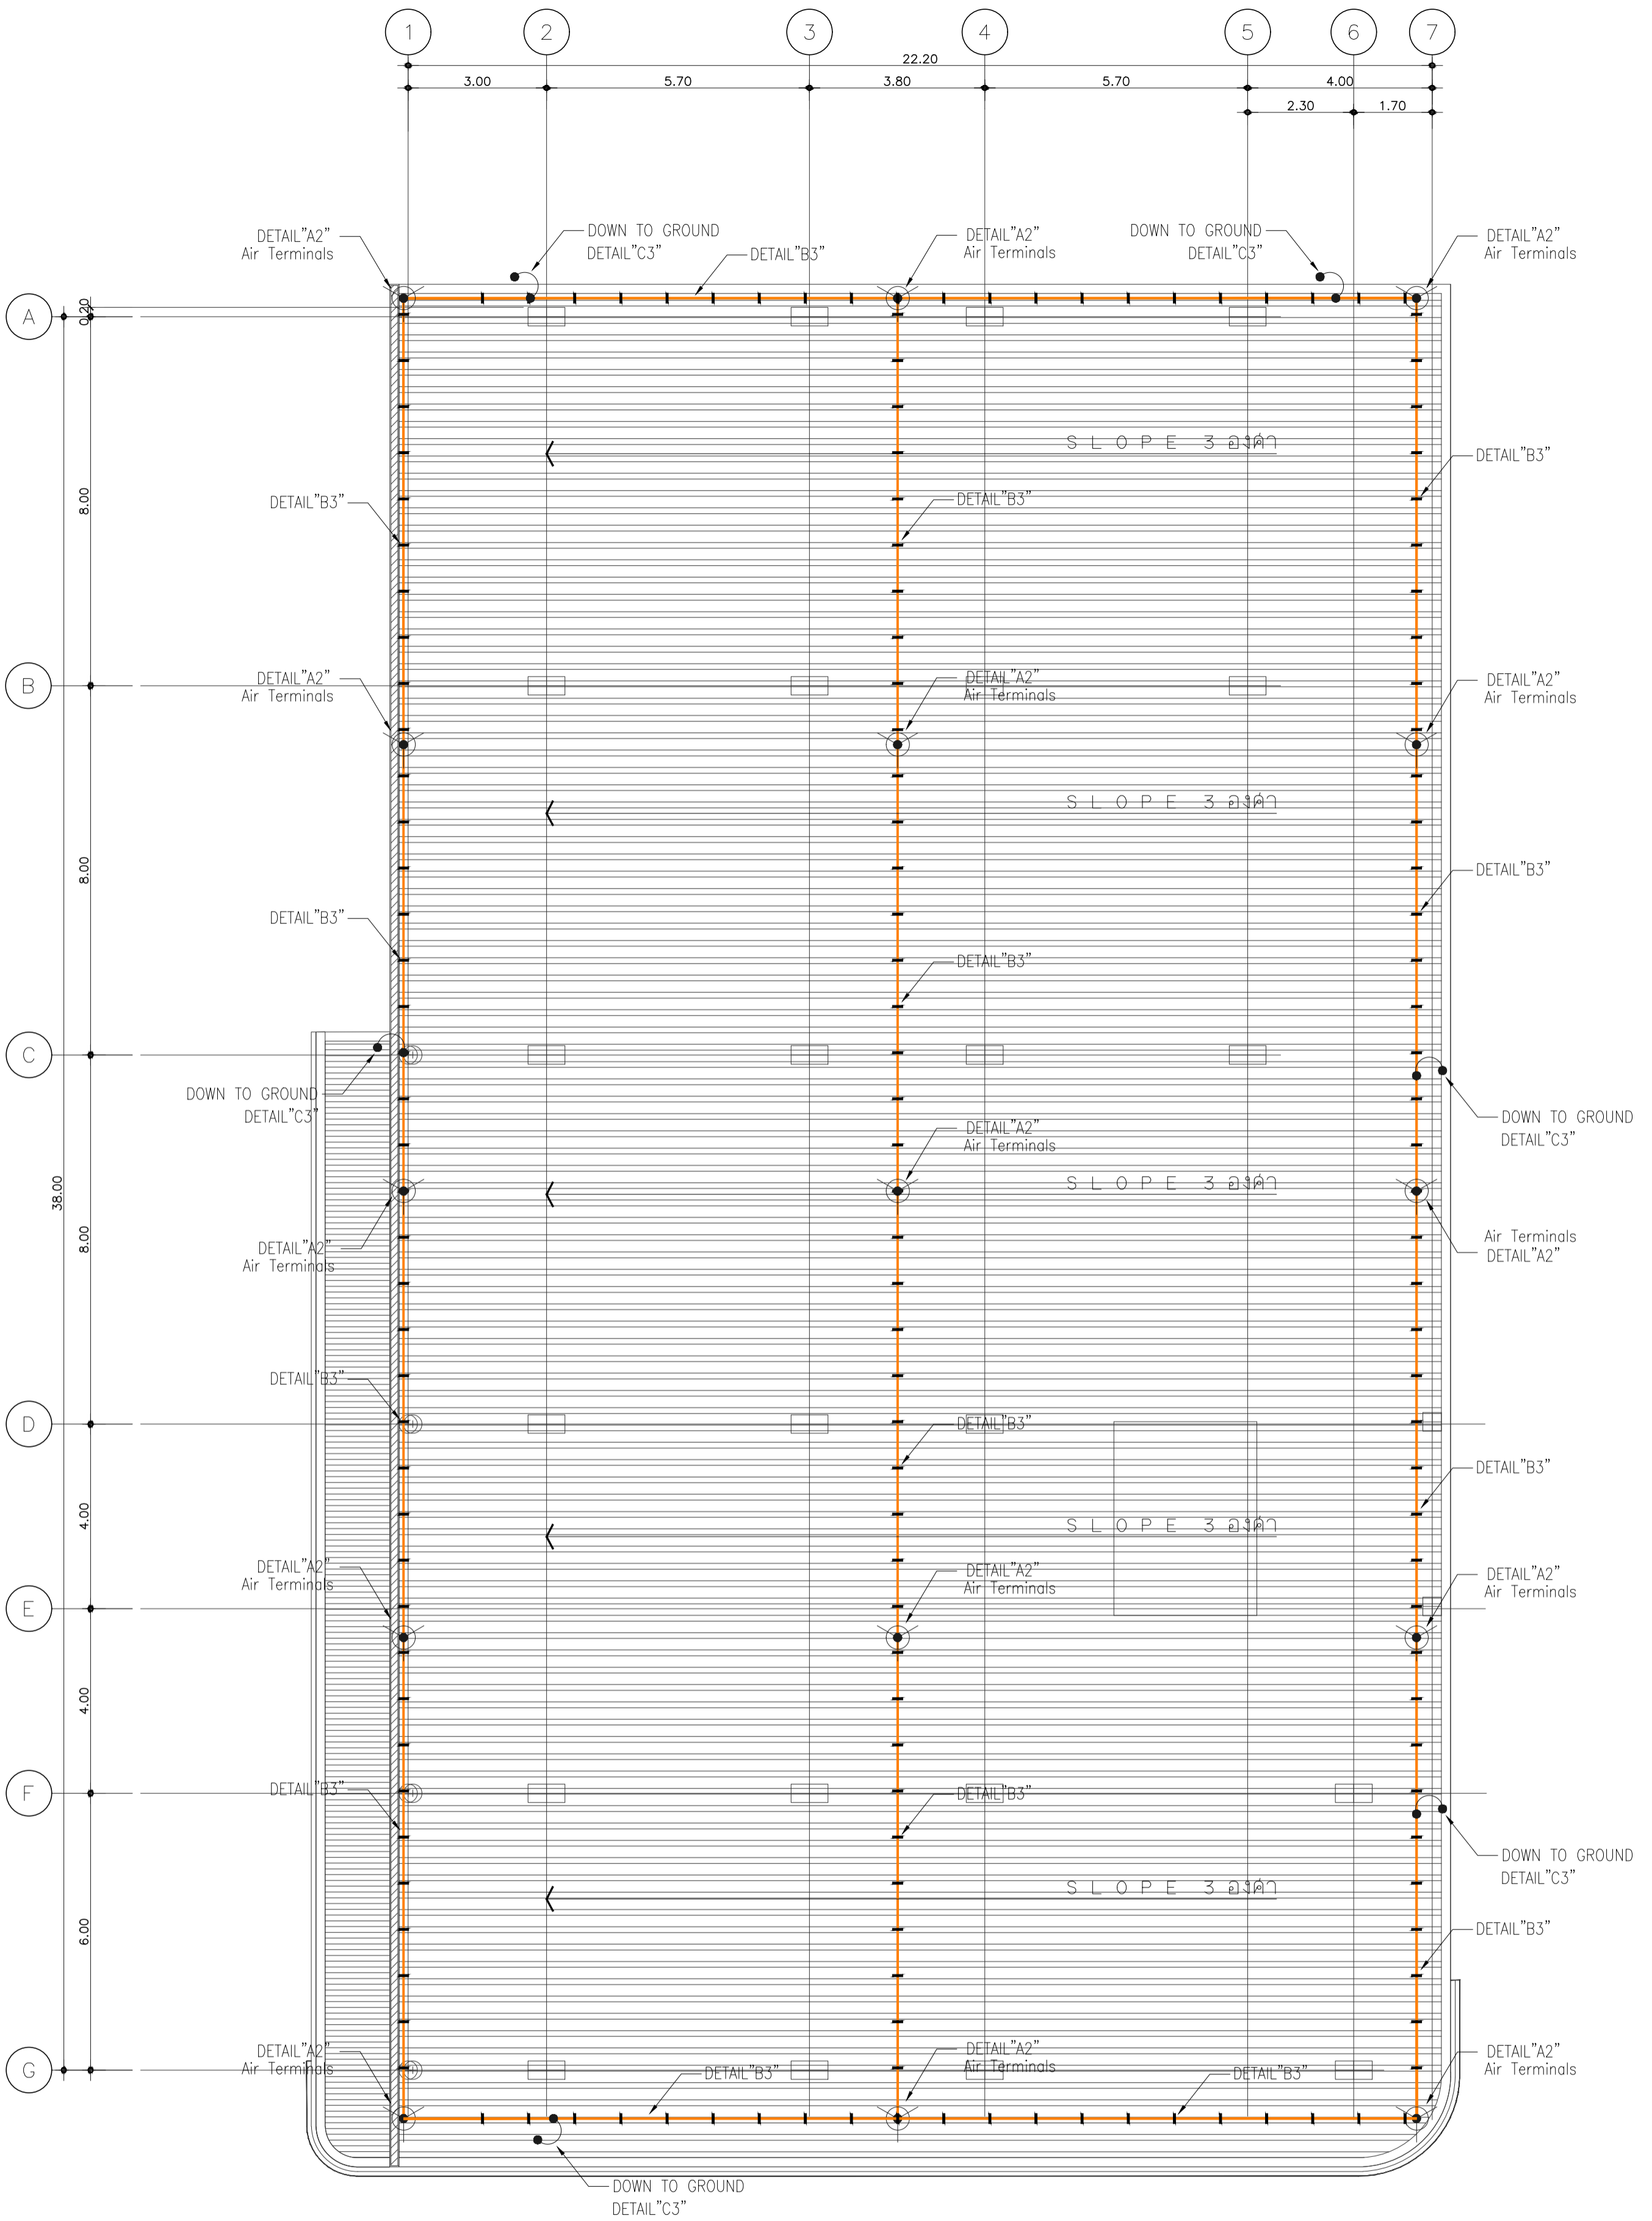 1 2 3 4 5 6 7
22.20
3.00 5.70 3.80 5.70 4.00
2.30 1.70
DETAIL"A2"
Air Terminals
DOWN TO GROUND
DETAIL"C3"
DETAIL"B3"
DETAIL"A2"
Air Terminals
DOWN TO GROUND
DETAIL"C3"
DETAIL"A2"
Air Terminals
A
0.20
SLOPE 3 องศา
DETAIL"B3"
8.00
DETAIL"B3"
DETAIL"B3"
B
DETAIL"A2"
Air Terminals
DETAIL"A2"
Air Terminals
DETAIL"A2"
Air Terminals
SLOPE 3 องศา
8.00
DETAIL"B3"
DETAIL"B3"
DETAIL"B3"
C
DOWN TO GROUND
DETAIL"C3"
DOWN TO GROUND
DETAIL"C3"
DETAIL"A2"
Air Terminals
38.00
SLOPE 3 องศา
8.00
DETAIL"A2"
Air Terminals
Air Terminals
DETAIL"A2"
DETAIL"B3"
D
DETAIL"B3"
DETAIL"B3"
4.00
SLOPE 3 องศา
DETAIL"A2"
Air Terminals
DETAIL"A2"
Air Terminals
DETAIL"A2"
Air Terminals
E
4.00
F
DETAIL"B3"
DETAIL"B3"
DOWN TO GROUND
DETAIL"C3"
SLOPE 3 องศา
6.00
DETAIL"B3"
G
DETAIL"A2"
Air Terminals
DETAIL"A2"
Air Terminals
DETAIL"A2"
Air Terminals
DETAIL"B3"
DETAIL"B3"
DOWN TO GROUND
DETAIL"C3"